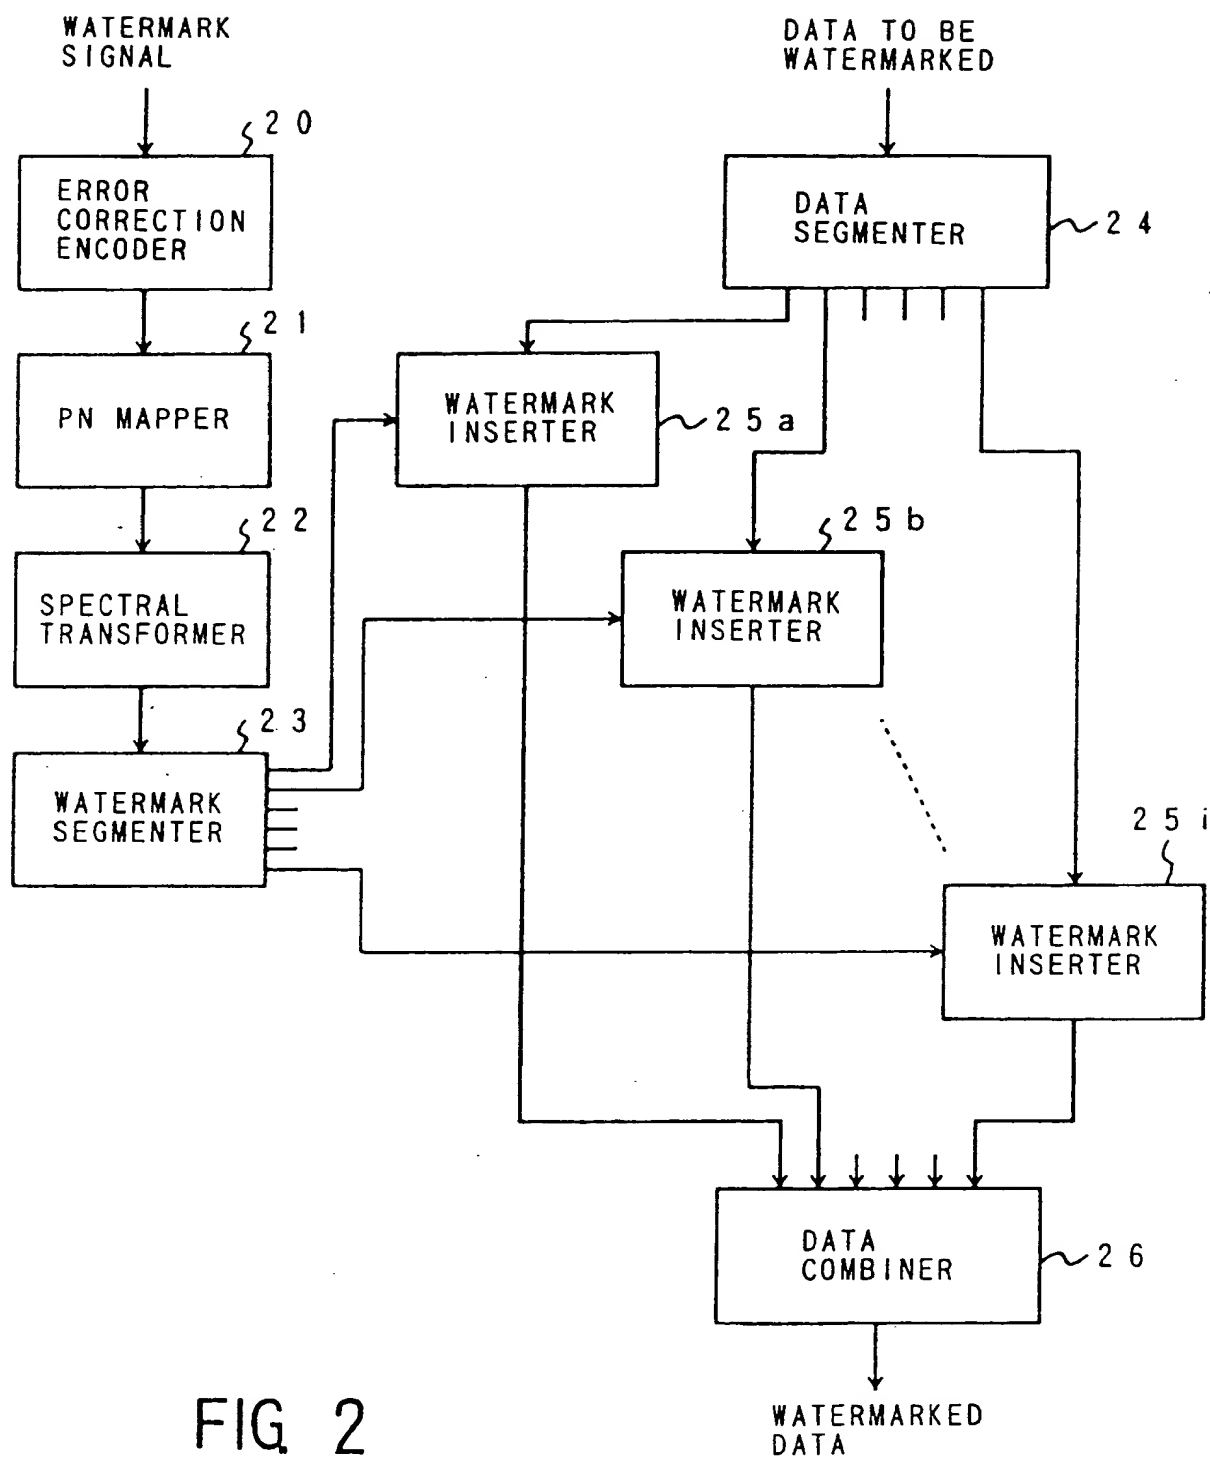 WATERMARK
SIGNAL
DATA TO BE
WATERMARKED
20
ERROR
CORRECTION
ENCODER
DATA
SEGMENTER
24
21
PN MAPPER
WATERMARK
INSERTER
25a
22
SPECTRAL
TRANSFORMER
25b
WATERMARK
INSERTER
23
WATERMARK
SEGMENTER
25i
WATERMARK
INSERTER
DATA
COMBINER
26
WATERMARKED
DATA
FIG. 2